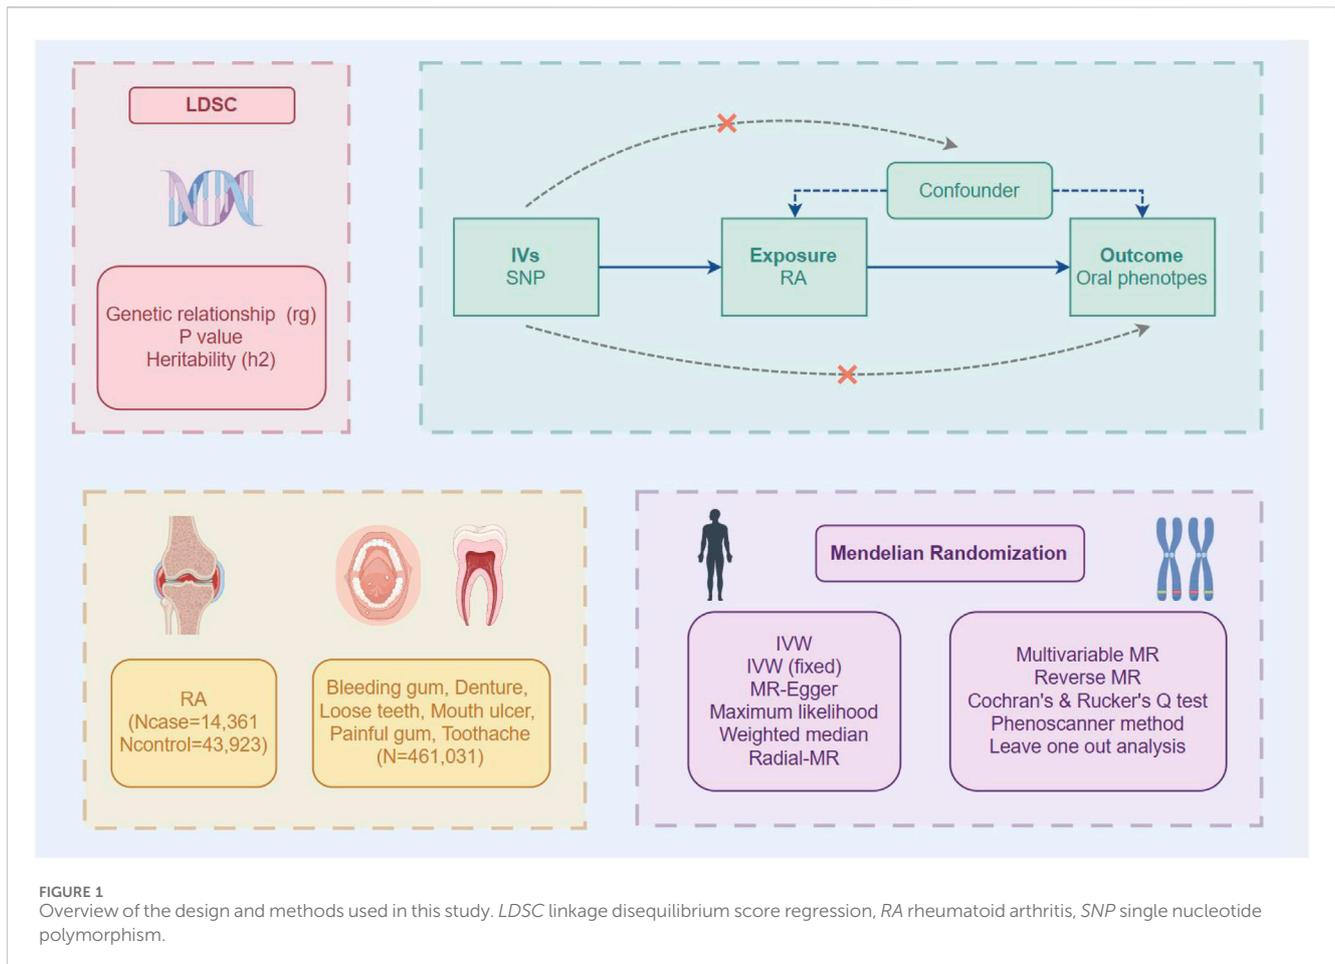 LDSC
Genetic relationship (rg)
P value
Heritability (h2)
Confounder
IVs
SNP
Exposure
RA
Outcome
Oral phenotpes
RA
(Ncase=14,361
Ncontrol=43,923)
Bleeding gum, Denture,
Loose teeth, Mouth ulcer,
Painful gum, Toothache
(N=461,031)
Mendelian Randomization
IVW
IVW (fixed)
MR-Egger
Maximum likelihood
Weighted median
Radial-MR
Multivariable MR
Reverse MR
Cochran's & Rucker's Q test
Phenoscanner method
Leave one out analysis
FIGURE 1
Overview of the design and methods used in this study. LDSC linkage disequilibrium score regression, RA rheumatoid arthritis, SNP single nucleotide
polymorphism.